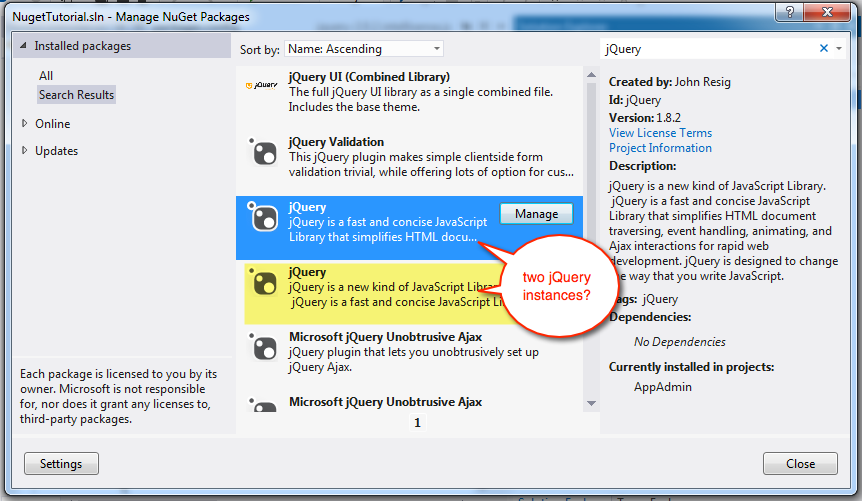 NugetTutorial.sln - Manage NuGet Packages
Installed packages
All
Search Results
Online
Updates
Each package is licensed to you by its
owner. Microsoft is not responsible
for, nor does it grant any licenses to,
third-party packages.
Settings
Sort by: Name: Ascending
jQuery UI (Combined Library)
The full jQuery UI library as a single combined file.
Includes the base theme.
jQuery Validation
This jQuery plugin makes simple clientside form
validation trivial, while offering lots of option for cus...
jQuery
jQuery is a fast and concise JavaScript
Library that simplifies HTML docu...
Manage
jQuery
jQuery is a new kind of JavaScript Library
jQuery is a fast and concise JavaScript Li
two jQuery
instances?
Microsoft jQuery Unobtrusive Ajax
jQuery plugin that lets you unobtrusively set up
jQuery Ajax.
Microsoft jQuery Unobtrusive Ajax
1
jQuery
Created by: John Resig
Id: jQuery
Version: 1.8.2
View License Terms
Project Information
Description:
jQuery is a new kind of JavaScript Library.
jQuery is a fast and concise JavaScript
Library that simplifies HTML document
traversing, event handling, animating, and
Ajax interactions for rapid web
development. jQuery is designed to change
the way that you write JavaScript.
Tags: jQuery
Dependencies:
No Dependencies
Currently installed in projects:
AppAdmin
Close